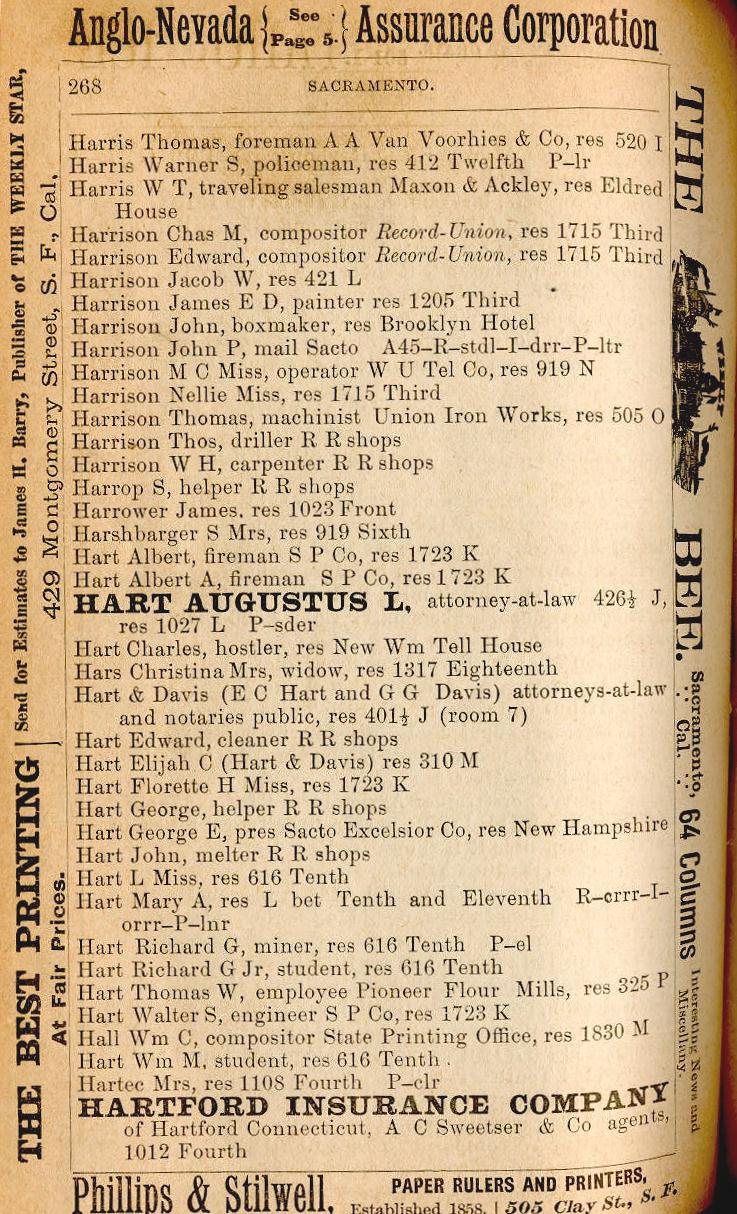 Anglo-Nevada { See Page 5. } Assurance Corporation
268 SACRAMENTO.
Harris Thomas, foreman A A Van Voorhies & Co, res 520 I
Harris Warner S, policeman, res 412 Twelfth P–lr
Harris W T, traveling salesman Maxon & Ackley, res Eldred
House
Harrison Chas M, compositor Record-Union, res 1715 Third
Harrison Edward, compositor Record-Union, res 1715 Third
Harrison Jacob W, res 421 L
Harrison James E D, painter res 1205 Third
Harrison John, boxmaker, res Brooklyn Hotel
Harrison John P, mail Sacto A45–R–stdl–I–drr–P–ltr
Harrison M C Miss, operator W U Tel Co, res 919 N
Harrison Nellie Miss, res 1715 Third
Harrison Thomas, machinist Union Iron Works, res 505 O
Harrison Thos, driller R R shops
Harrison W H, carpenter R R shops
Harrop S, helper R R shops
Harrower James, res 1023 Front
Harshbarger S Mrs, res 919 Sixth
Hart Albert, fireman S P Co, res 1723 K
Hart Albert A, fireman S P Co, res 1723 K
HART AUGUSTUS L, attorney-at-law 426½ J,
res 1027 L P–sder
Hart Charles, hostler, res New Wm Tell House
Hars Christina Mrs, widow, res 1317 Eighteenth
Hart & Davis (E C Hart and G G Davis) attorneys-at-law
and notaries public, res 401½ J (room 7)
Hart Edward, cleaner R R shops
Hart Elijah C (Hart & Davis) res 310 M
Hart Florette H Miss, res 1723 K
Hart George, helper R R shops
Hart George E, pres Sacto Excelsior Co, res New Hampshire
Hart John, melter R R shops
Hart L Miss, res 616 Tenth
Hart Mary A, res L bet Tenth and Eleventh R–crrr–I–
orrr–P–lnr
Hart Richard G, miner, res 616 Tenth P–el
Hart Richard G Jr, student, res 616 Tenth
Hart Thomas W, employee Pioneer Flour Mills, res 325 P
Hart Walter S, engineer S P Co, res 1723 K
Hall Wm C, compositor State Printing Office, res 1830 M
Hart Wm M, student, res 616 Tenth .
Hartec Mrs, res 1108 Fourth P–clr
HARTFORD INSURANCE COMPANY
of Hartford Connecticut, A C Sweetser & Co agents,
1012 Fourth
Phillips & Stilwell, PAPER RULERS AND PRINTERS,
Established 1858. | 505 Clay St., S. F.
THE BEST PRINTING
At Fair Prices.
Send for Estimates to James H. Barry, Publisher of THE WEEKLY STAR,
429 Montgomery Street, S. F., Cal,
THE
BEE.
Sacramento,
Cal.
64 Columns
Interesting News and
Miscellany.